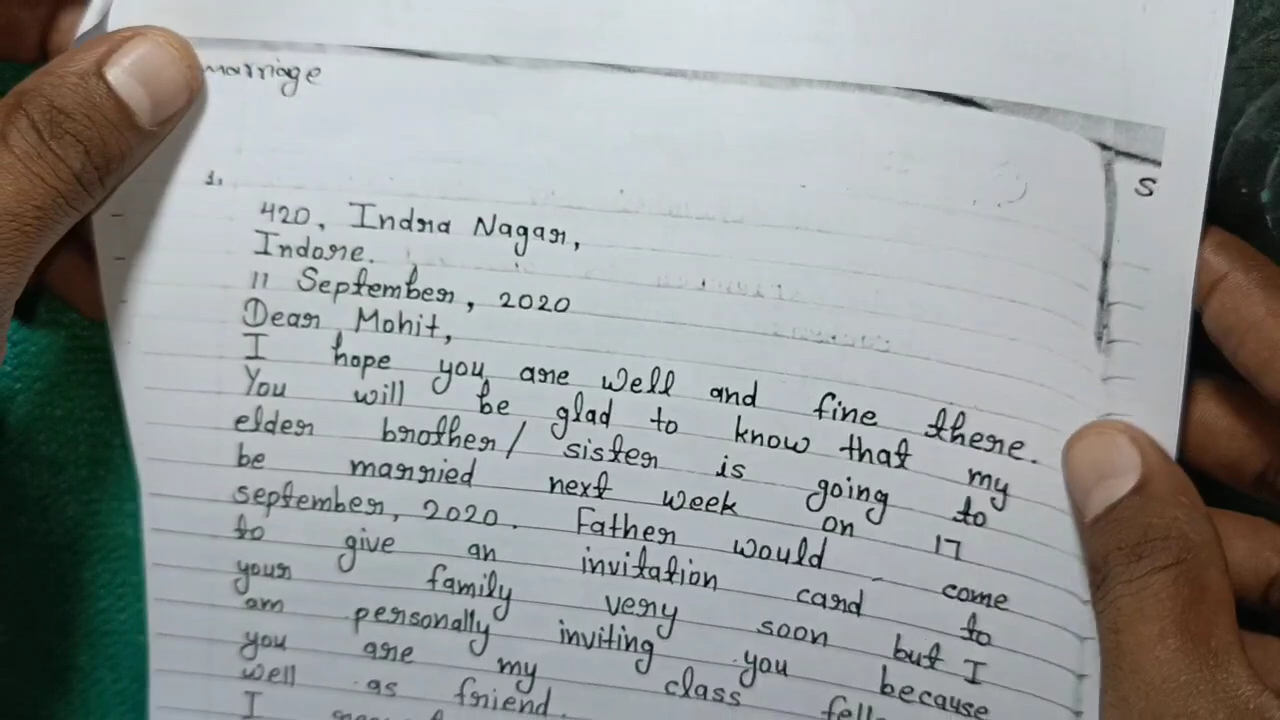 marriage
S
1.
420, Indra Nagar,
Indore.
11 September, 2020
Dear Mohit,
I hope you are well and fine there.
You will be glad to know that my
elder brother/ sister is going to
be married next week on 17
september, 2020. Father would come
to give an invitation card to
your family very soon but I
am personally inviting you because
you are my class
well as friend.
I